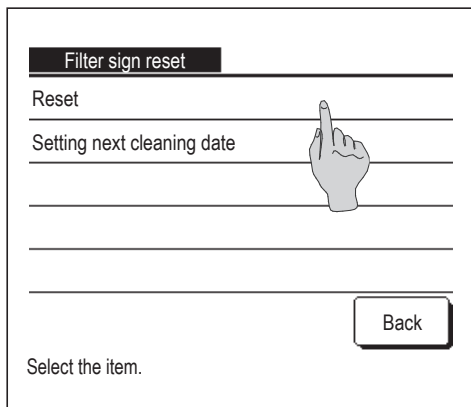 Filter sign reset
Reset
Setting next cleaning date
Back
Select the item.